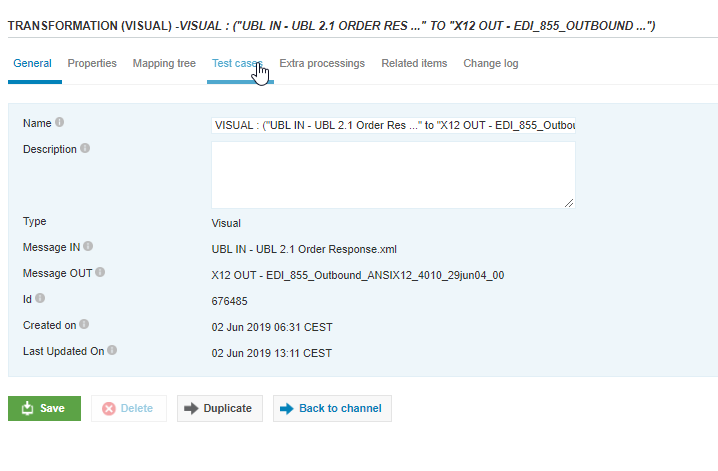 TRANSFORMATION (VISUAL) -VISUAL : ("UBL IN - UBL 2.1 ORDER RES ..." TO "X12 OUT - EDI_855_OUTBOUND ...")
General Properties Mapping tree Test cases Extra processings Related items Change log
Name
VISUAL : ("UBL IN - UBL 2.1 Order Res ..." to "X12 OUT - EDI_855_Outbou
Description
Type
Visual
Message IN
UBL IN - UBL 2.1 Order Response.xml
Message OUT
X12 OUT - EDI_855_Outbound_ANSIX12_4010_29jun04_00
Id
676485
Created on
02 Jun 2019 06:31 CEST
Last Updated On
02 Jun 2019 13:11 CEST
Save Delete Duplicate Back to channel